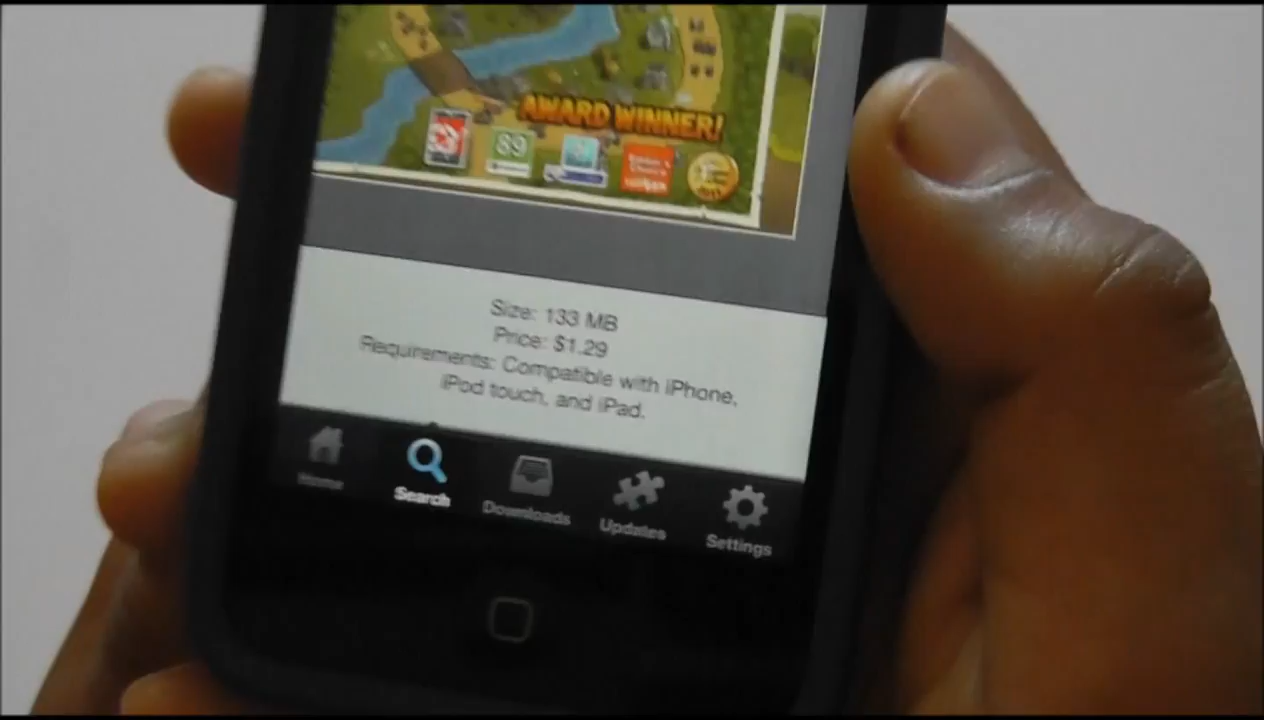 AWARD WINNER!
89
Size: 133 MB
Price: $1.29
Requirements: Compatible with iPhone,
iPod touch, and iPad.
Home
Search
Downloads
Updates
Settings